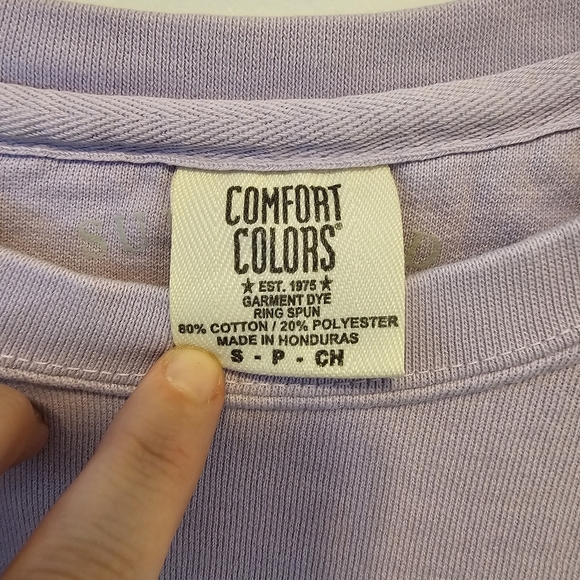 COMFORT
COLORS®
★ EST. 1975 ★
GARMENT DYE
RING SPUN
80% COTTON / 20% POLYESTER
MADE IN HONDURAS
S - P - CH